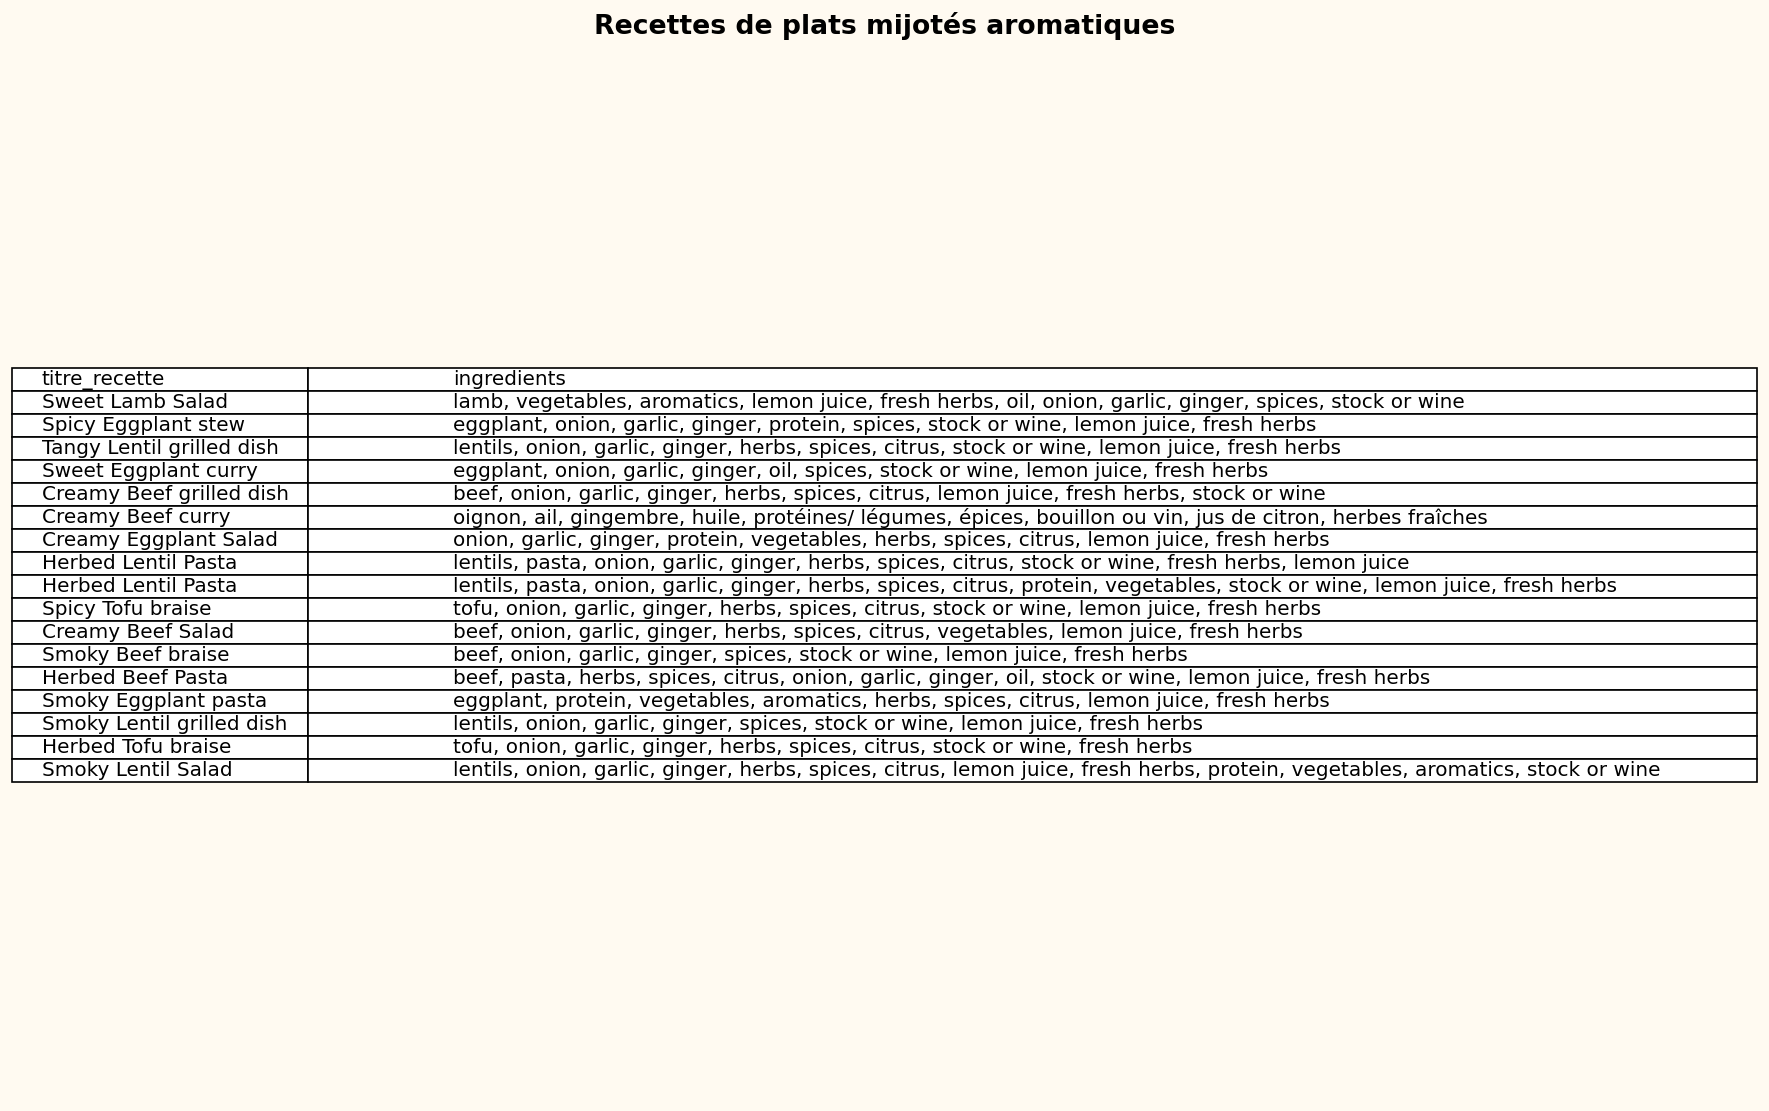 Recettes de plats mijotés aromatiques
titre_recette ingredients
Sweet Lamb Salad lamb, vegetables, aromatics, lemon juice, fresh herbs, oil, onion, garlic, ginger, spices, stock or wine
Spicy Eggplant stew eggplant, onion, garlic, ginger, protein, spices, stock or wine, lemon juice, fresh herbs
Tangy Lentil grilled dish lentils, onion, garlic, ginger, herbs, spices, citrus, stock or wine, lemon juice, fresh herbs
Sweet Eggplant curry eggplant, onion, garlic, ginger, oil, spices, stock or wine, lemon juice, fresh herbs
Creamy Beef grilled dish beef, onion, garlic, ginger, herbs, spices, citrus, lemon juice, fresh herbs, stock or wine
Creamy Beef curry oignon, ail, gingembre, huile, protéines/ légumes, épices, bouillon ou vin, jus de citron, herbes fraîches
Creamy Eggplant Salad onion, garlic, ginger, protein, vegetables, herbs, spices, citrus, lemon juice, fresh herbs
Herbed Lentil Pasta lentils, pasta, onion, garlic, ginger, herbs, spices, citrus, stock or wine, fresh herbs, lemon juice
Herbed Lentil Pasta lentils, pasta, onion, garlic, ginger, herbs, spices, citrus, protein, vegetables, stock or wine, lemon juice, fresh herbs
Spicy Tofu braise tofu, onion, garlic, ginger, herbs, spices, citrus, stock or wine, lemon juice, fresh herbs
Creamy Beef Salad beef, onion, garlic, ginger, herbs, spices, citrus, vegetables, lemon juice, fresh herbs
Smoky Beef braise beef, onion, garlic, ginger, spices, stock or wine, lemon juice, fresh herbs
Herbed Beef Pasta beef, pasta, herbs, spices, citrus, onion, garlic, ginger, oil, stock or wine, lemon juice, fresh herbs
Smoky Eggplant pasta eggplant, protein, vegetables, aromatics, herbs, spices, citrus, lemon juice, fresh herbs
Smoky Lentil grilled dish lentils, onion, garlic, ginger, spices, stock or wine, lemon juice, fresh herbs
Herbed Tofu braise tofu, onion, garlic, ginger, herbs, spices, citrus, stock or wine, fresh herbs
Smoky Lentil Salad lentils, onion, garlic, ginger, herbs, spices, citrus, lemon juice, fresh herbs, protein, vegetables, aromatics, stock or wine